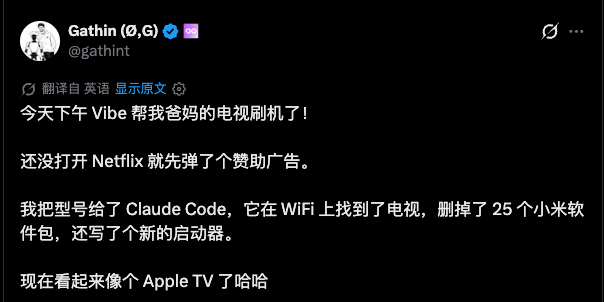 Gathin (Ø,G)
@gathint
翻译自 英语 显示原文
今天下午 Vibe 帮我爸妈的电视刷机了！
还没打开 Netflix 就先弹了个赞助广告。
我把型号给了 Claude Code，它在 WiFi 上找到了电视，删掉了 25 个小米软
件包，还写了个新的启动器。
现在看起来像个 Apple TV 了哈哈